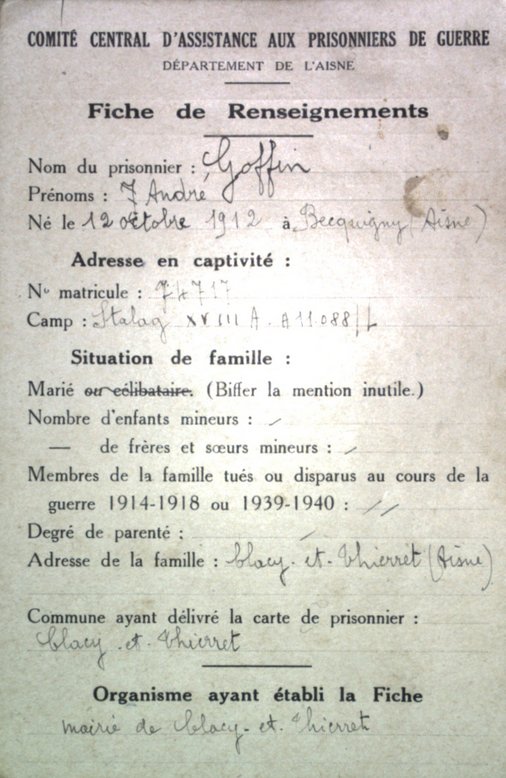 COMITÉ CENTRAL D'ASSISTANCE AUX PRISONNIERS DE GUERRE
DÉPARTEMENT DE L'AISNE
Fiche de Renseignements
Nom du prisonnier : Goffin
Prénoms : J André
Né le 12 octobre 1912 à Becquigny (Aisne)
Adresse en captivité :
No matricule : 74717
Camp : Stalag XVIII A. A 11.088/L
Situation de famille :
Marié ou célibataire. (Biffer la mention inutile.)
Nombre d'enfants mineurs : /
— de frères et sœurs mineurs : /
Membres de la famille tués ou disparus au cours de la
guerre 1914-1918 ou 1939-1940 : //
Degré de parenté : /
Adresse de la famille : Clacy-et-Thierret (Aisne)
Commune ayant délivré la carte de prisonnier :
Clacy-et-Thierret
Organisme ayant établi la Fiche
mairie de Clacy-et-Thierret